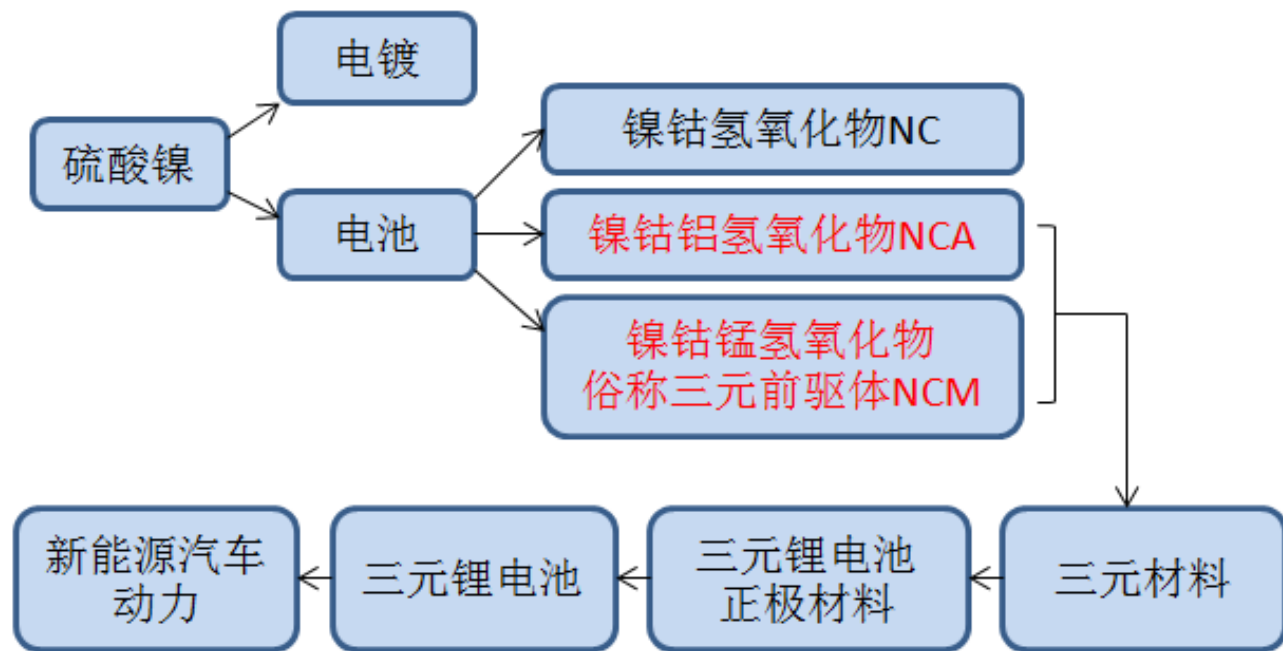 电镀
硫酸镍
电池
镍钴氢氧化物NC
镍钴铝氢氧化物NCA
镍钴锰氢氧化物
俗称三元前驱体NCM
新能源汽车
动力
三元锂电池
三元锂电池
正极材料
三元材料